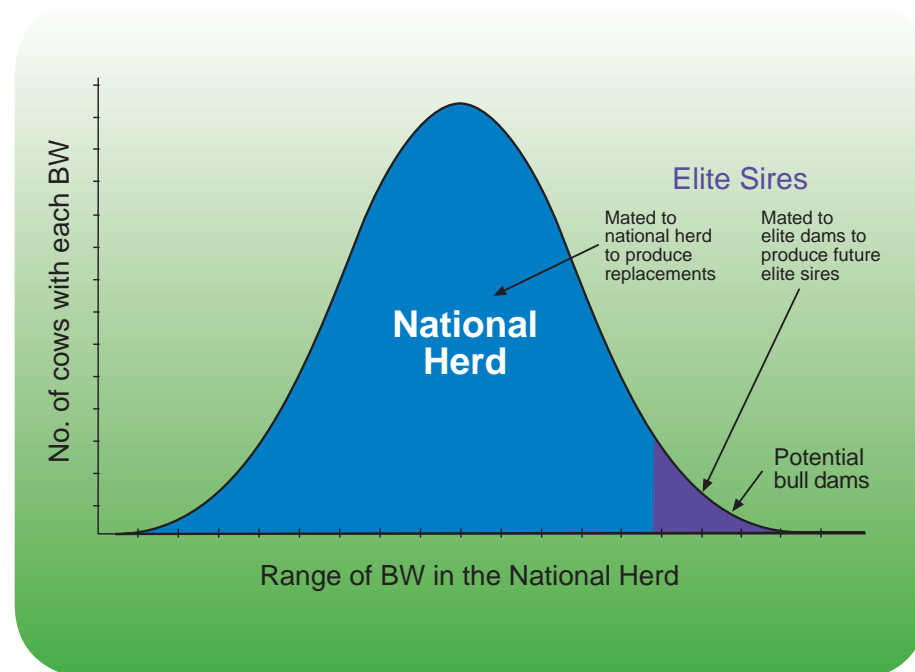 No. of cows with each BW
Elite Sires
Mated to
national herd
to produce
replacements
Mated to
elite dams to
produce future
elite sires
National
Herd
Potential
bull dams
Range of BW in the National Herd